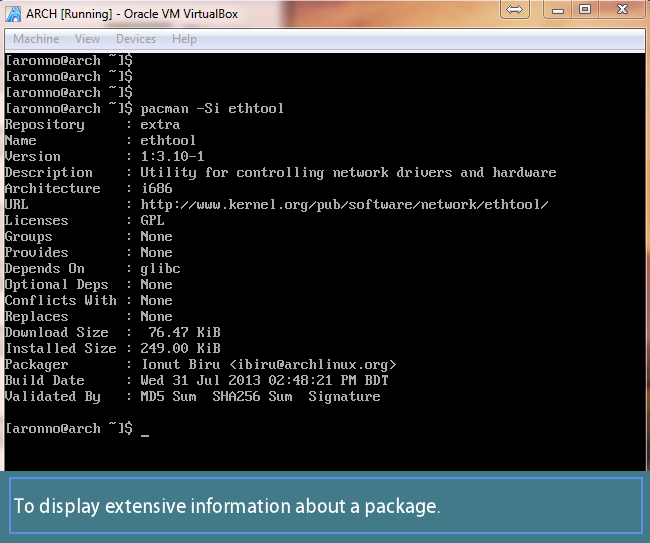 ARCH [Running] - Oracle VM VirtualBox
Machine View Devices Help
[aronno@arch ~]$
[aronno@arch ~]$
[aronno@arch ~]$
[aronno@arch ~]$ pacman -Si ethtool
Repository : extra
Name : ethtool
Version : 1:3.10-1
Description : Utility for controlling network drivers and hardware
Architecture : i686
URL : http://www.kernel.org/pub/software/network/ethtool/
Licenses : GPL
Groups : None
Provides : None
Depends On : glibc
Optional Deps : None
Conflicts With : None
Replaces : None
Download Size : 76.47 KiB
Installed Size : 249.00 KiB
Packager : Ionut Biru <ibiru@archlinux.org>
Build Date : Wed 31 Jul 2013 02:48:21 PM BDT
Validated By : MD5 Sum SHA256 Sum Signature
[aronno@arch ~]$ _
To display extensive information about a package.